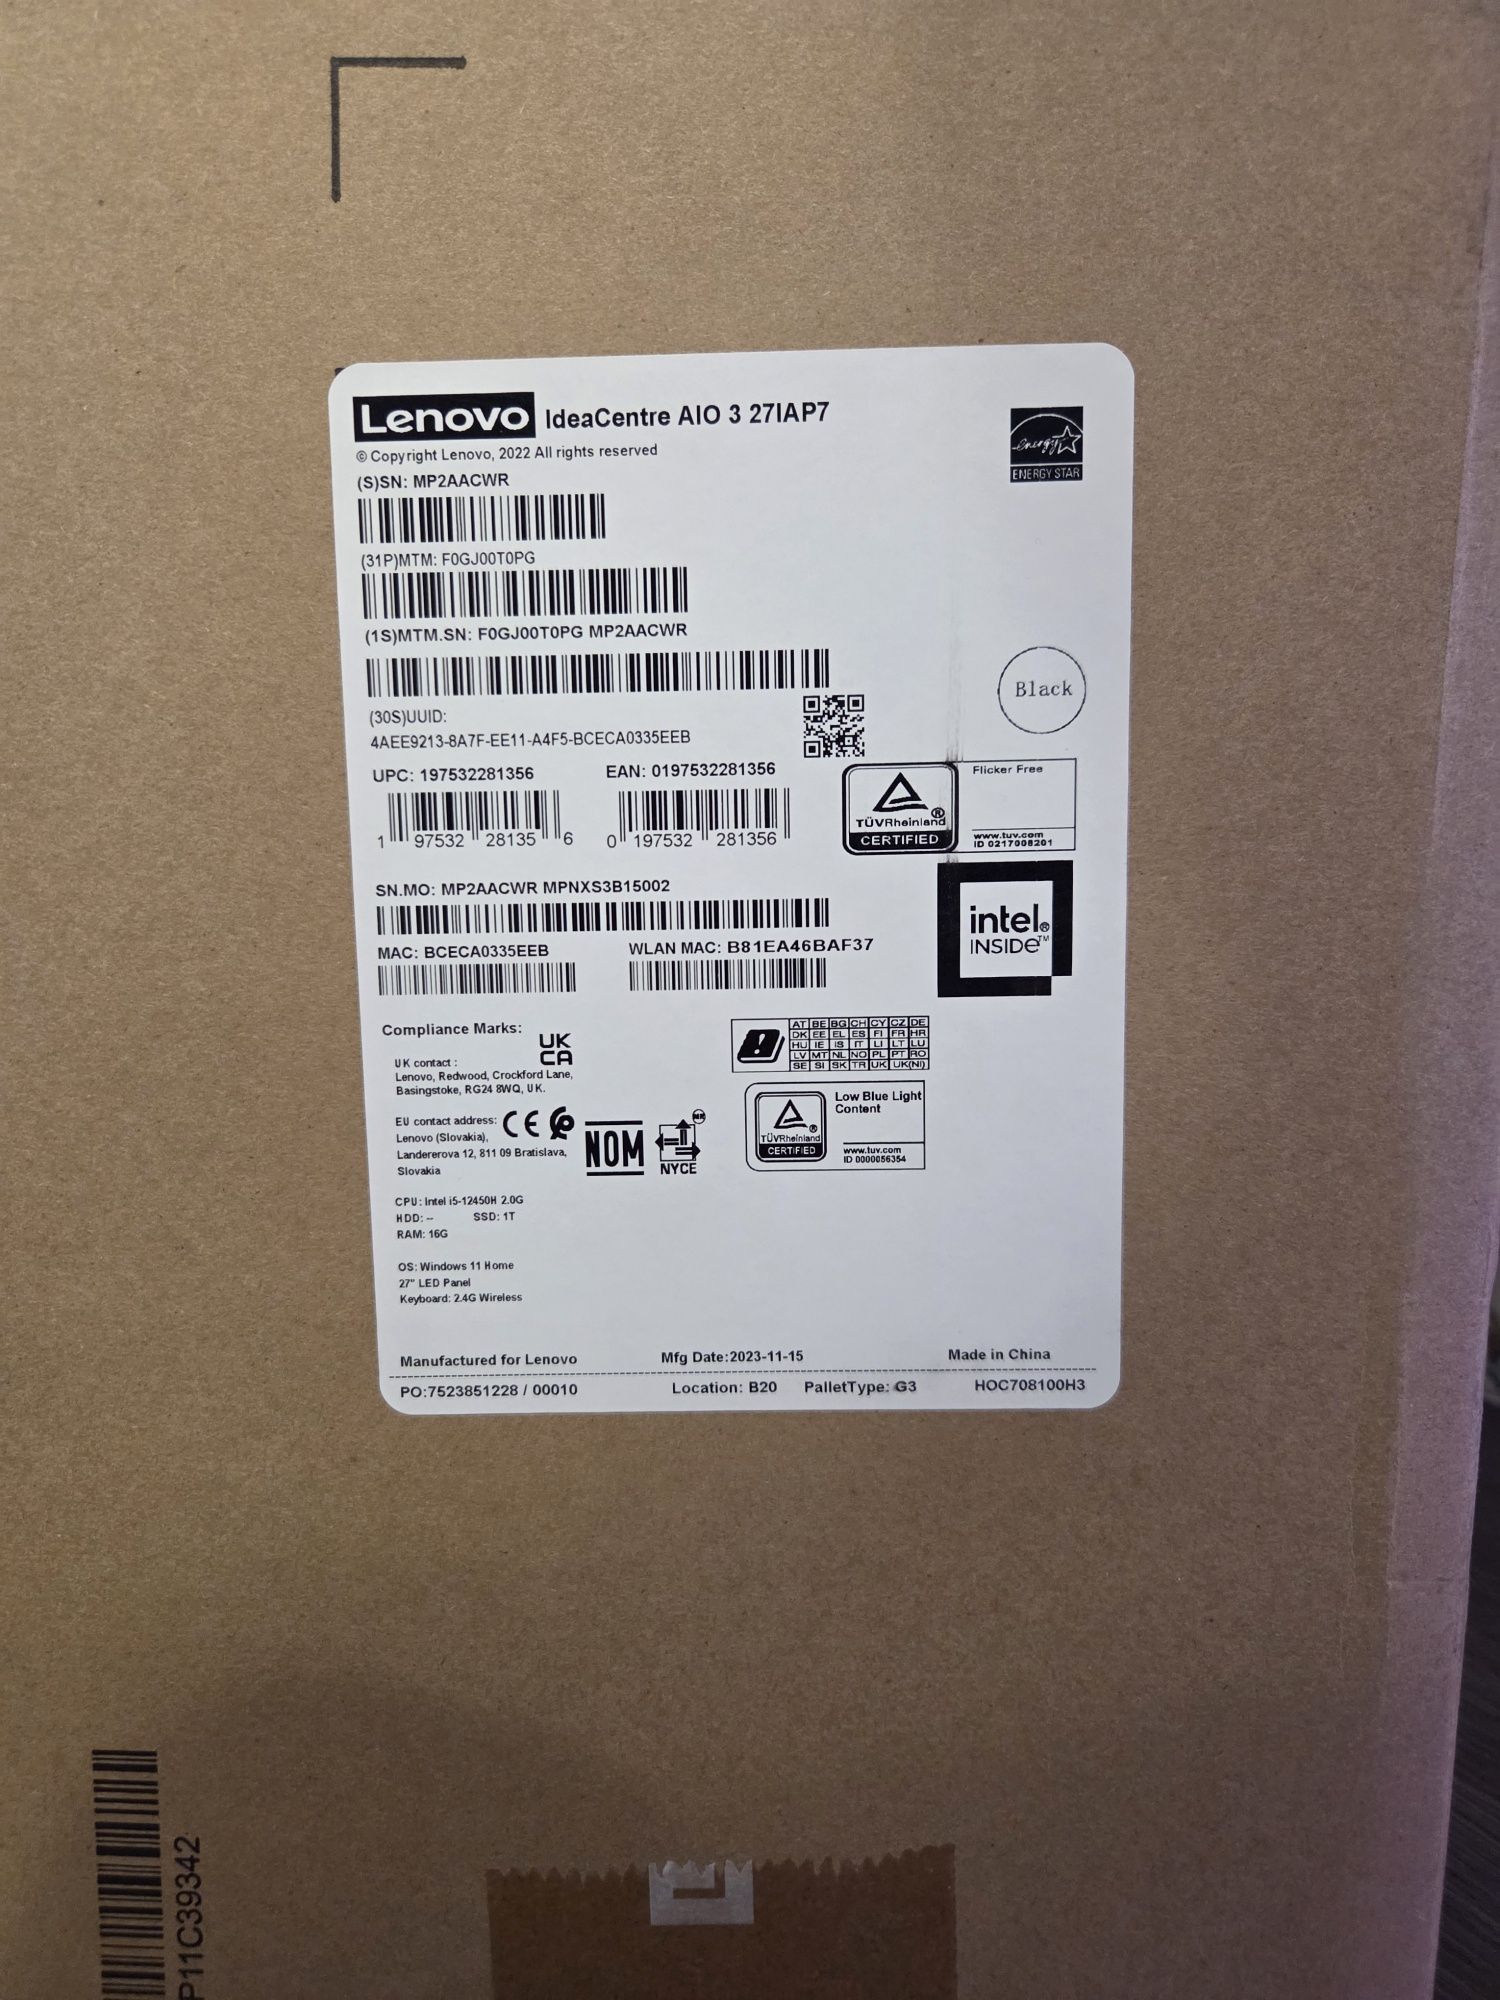 Lenovo IdeaCentre AIO 3 27IAP7
© Copyright Lenovo, 2022 All rights reserved
ENERGY STAR
(S)SN: MP2AACWR
(31P)MTM: F0GJ00T0PG
(1S)MTM.SN: F0GJ00T0PG MP2AACWR
Black
(30S)UUID:
4AEE9213-8A7F-EE11-A4F5-BCECA0335EEB
UPC: 197532281356 EAN: 0197532281356
1 97532 28135 6 0 197532 281356
TÜVRheinland®
CERTIFIED
Flicker Free
www.tuv.com
ID 0217008201
SN.MO: MP2AACWR MPNXS3B15002
intel®
INSIDE™
MAC: BCECA0335EEB WLAN MAC: B81EA46BAF37
Compliance Marks:
UK
CA
UK contact :
Lenovo, Redwood, Crockford Lane,
Basingstoke, RG24 8WQ, UK.
AT BE BG CH CY CZ DE
DK EE EL ES FI FR HR
HU IE IS IT LI LT LU
LV MT NL NO PL PT RO
SE SI SK TR UK UK(NI)
EU contact address:
Lenovo (Slovakia),
Landererova 12, 811 09 Bratislava,
Slovakia
CE
NOM
NYCE
TÜVRheinland®
CERTIFIED
Low Blue Light
Content
www.tuv.com
ID 0000056354
CPU: Intel i5-12450H 2.0G
HDD: -- SSD: 1T
RAM: 16G
OS: Windows 11 Home
27" LED Panel
Keyboard: 2.4G Wireless
Manufactured for Lenovo Mfg Date:2023-11-15 Made in China
PO:7523851228 / 00010 Location: B20 PalletType: G3 HOC708100H3
P11C39342